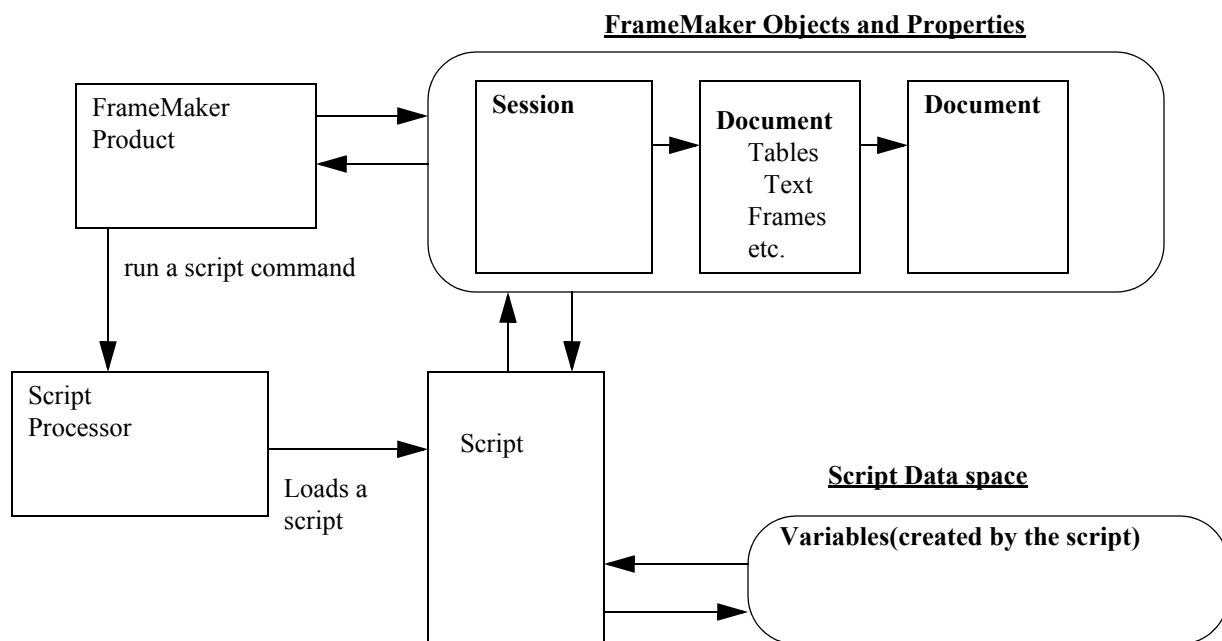 FrameMaker Objects and Properties
FrameMaker
Product
Session
Document
Tables
Text
Frames
etc.
Document
run a script command
Script
Processor
Loads a
script
Script
Script Data space
Variables(created by the script)